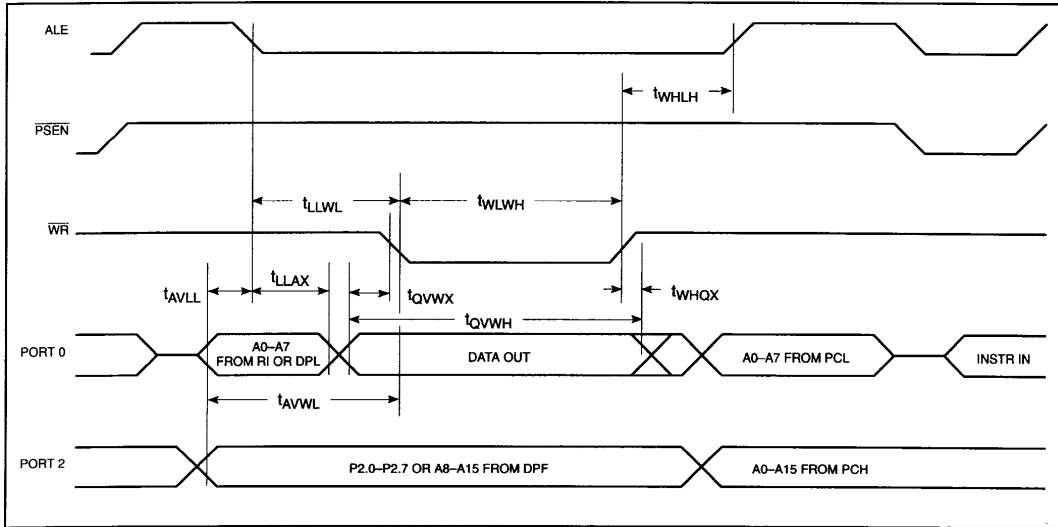 ALE
tWHLH
PSEN
tLLWL
tWLWH
WR
tAVLL
tLLAX
tQVWX
tWHQX
tQVWH
PORT 0
A0–A7
FROM RI OR DPL
DATA OUT
A0–A7 FROM PCL
INSTR IN
tAVWL
PORT 2
P2.0–P2.7 OR A8–A15 FROM DPF
A0–A15 FROM PCH